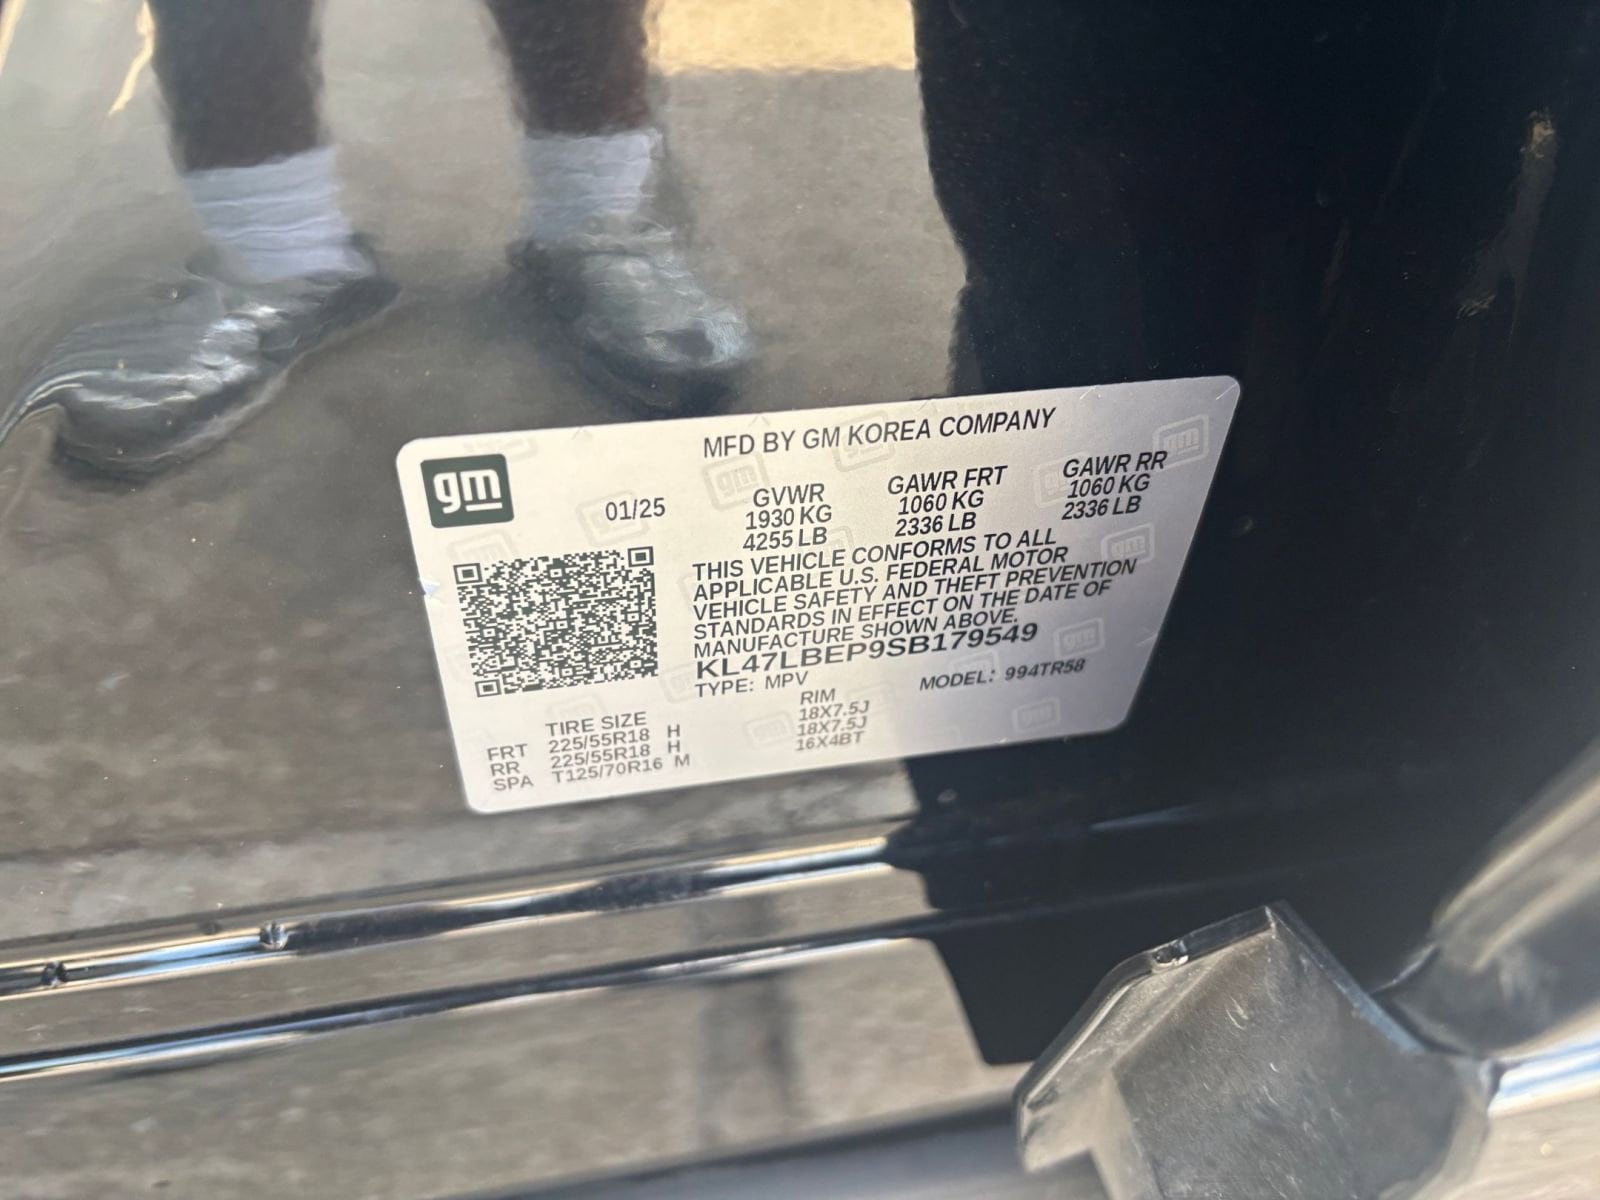 MFD BY GM KOREA COMPANY
gm
01/25
GVWR
1930 KG
4255 LB
GAWR FRT
1060 KG
2336 LB
GAWR RR
1060 KG
2336 LB
THIS VEHICLE CONFORMS TO ALL
APPLICABLE U.S. FEDERAL MOTOR
VEHICLE SAFETY AND THEFT PREVENTION
STANDARDS IN EFFECT ON THE DATE OF
MANUFACTURE SHOWN ABOVE.
KL47LBEP9SB179549
TYPE: MPV MODEL: 994TR58
TIRE SIZE RIM
FRT 225/55R18 H 18X7.5J
RR 225/55R18 H 18X7.5J
SPA T125/70R16 M 16X4BT